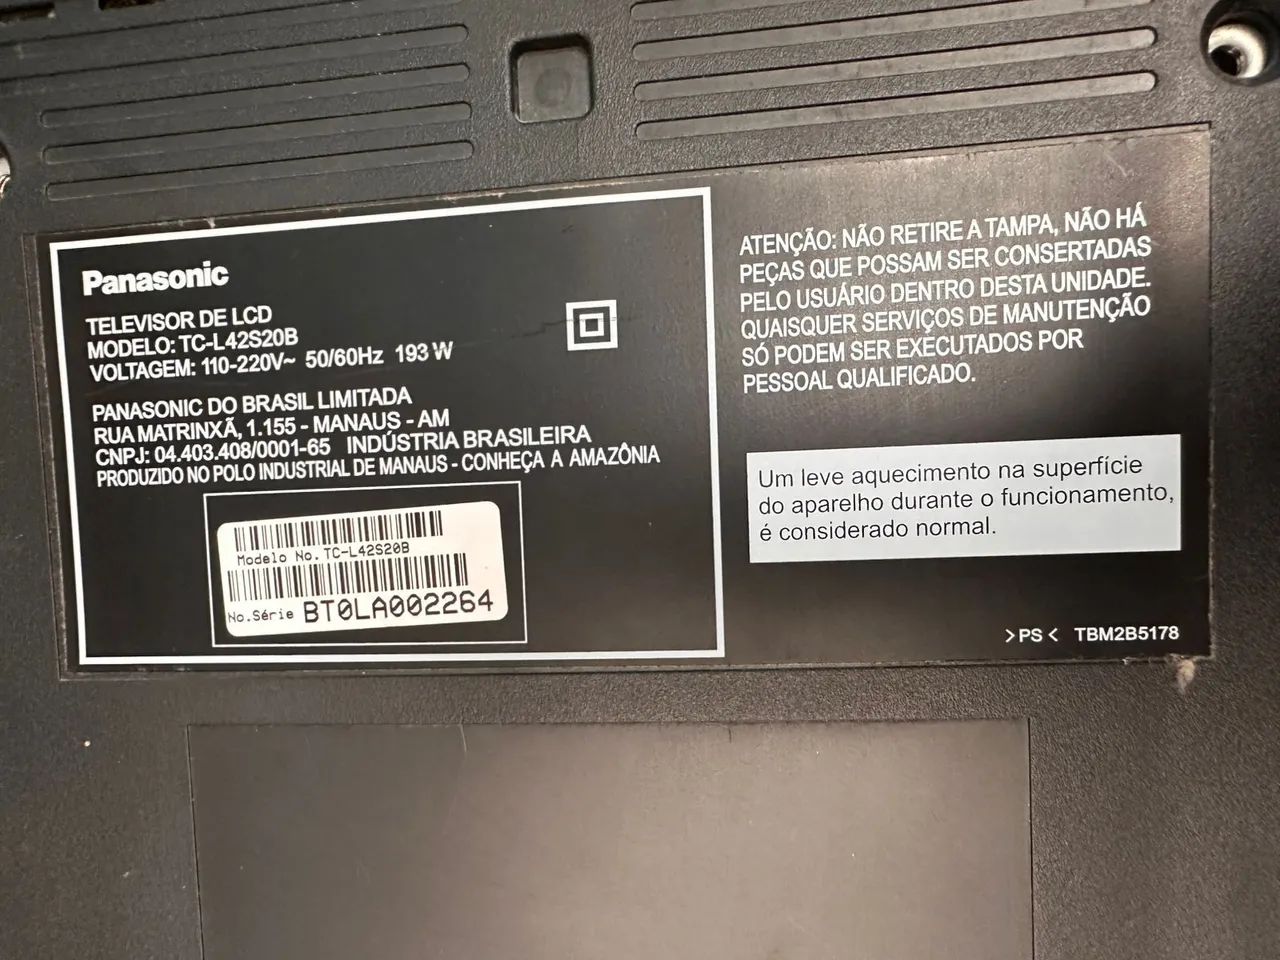 Panasonic
TELEVISOR DE LCD
MODELO: TC-L42S20B
VOLTAGEM: 110-220V~ 50/60Hz 193 W
PANASONIC DO BRASIL LIMITADA
RUA MATRINXÃ, 1.155 - MANAUS - AM
CNPJ: 04.403.408/0001-65 INDÚSTRIA BRASILEIRA
PRODUZIDO NO POLO INDUSTRIAL DE MANAUS - CONHEÇA A AMAZÔNIA
Modelo No. TC-L42S20B
No.Série BT0LA002264
ATENÇÃO: NÃO RETIRE A TAMPA, NÃO HÁ
PEÇAS QUE POSSAM SER CONSERTADAS
PELO USUÁRIO DENTRO DESTA UNIDADE.
QUAISQUER SERVIÇOS DE MANUTENÇÃO
SÓ PODEM SER EXECUTADOS POR
PESSOAL QUALIFICADO.
Um leve aquecimento na superfície
do aparelho durante o funcionamento,
é considerado normal.
>PS< TBM2B5178